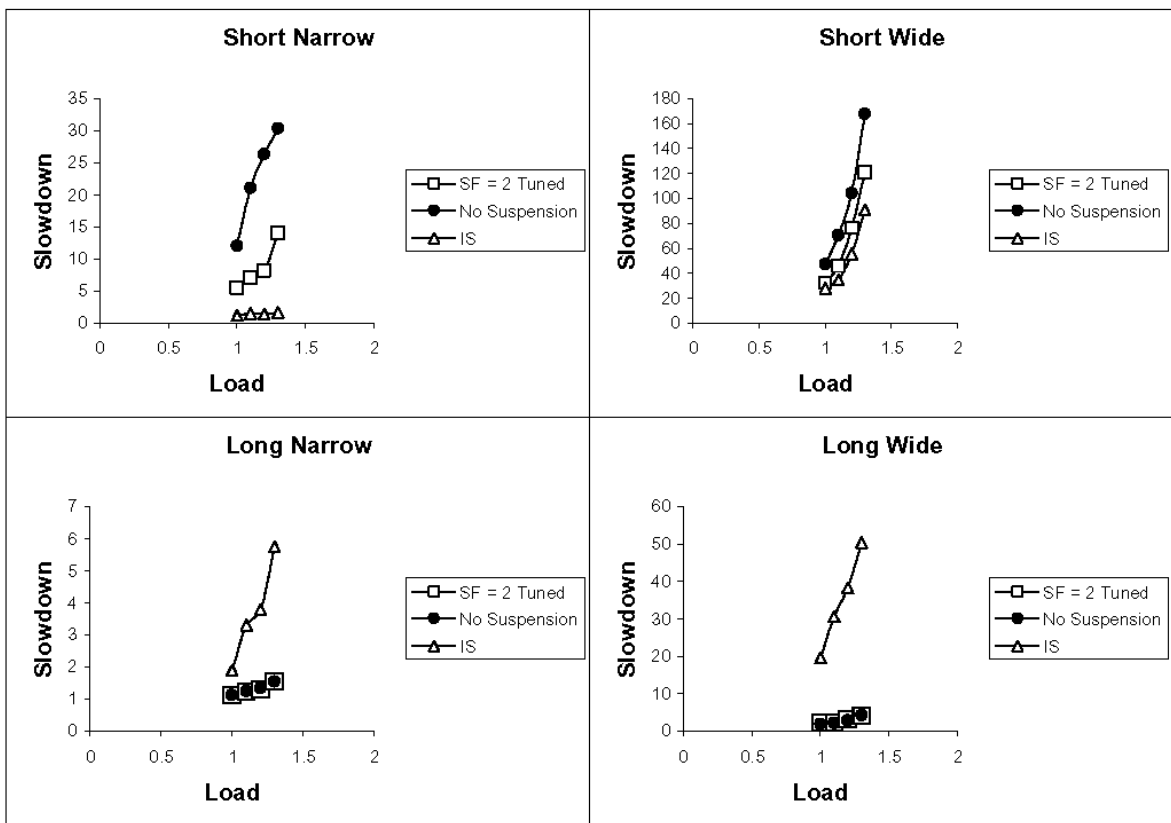 Short Narrow
Slowdown
35
30
25
20
15
10
5
0
0 0.5 1 1.5 2
Load
SF = 2 Tuned
No Suspension
IS
Short Wide
Slowdown
180
160
140
120
100
80
60
40
20
0
0 0.5 1 1.5 2
Load
SF = 2 Tuned
No Suspension
IS
Long Narrow
Slowdown
7
6
5
4
3
2
1
0
0 0.5 1 1.5 2
Load
SF = 2 Tuned
No Suspension
IS
Long Wide
Slowdown
60
50
40
30
20
10
0
0 0.5 1 1.5 2
Load
SF = 2 Tuned
No Suspension
IS